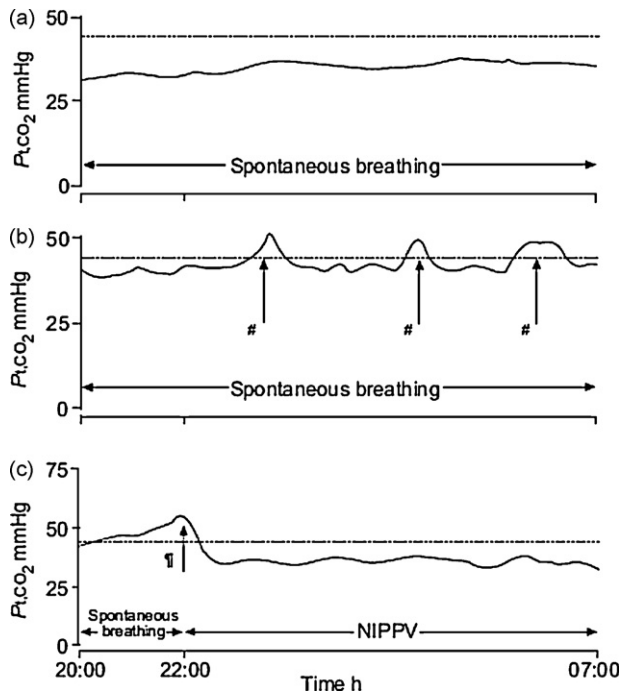 (a)
50
25
0
Pt,CO₂ mmHg
Spontaneous breathing
(b)
50
25
0
Pt,CO₂ mmHg
# # #
Spontaneous breathing
(c)
75
50
25
0
Pt,CO₂ mmHg
¶
Spontaneous
breathing
NIPPV
20:00 22:00 07:00
Time h